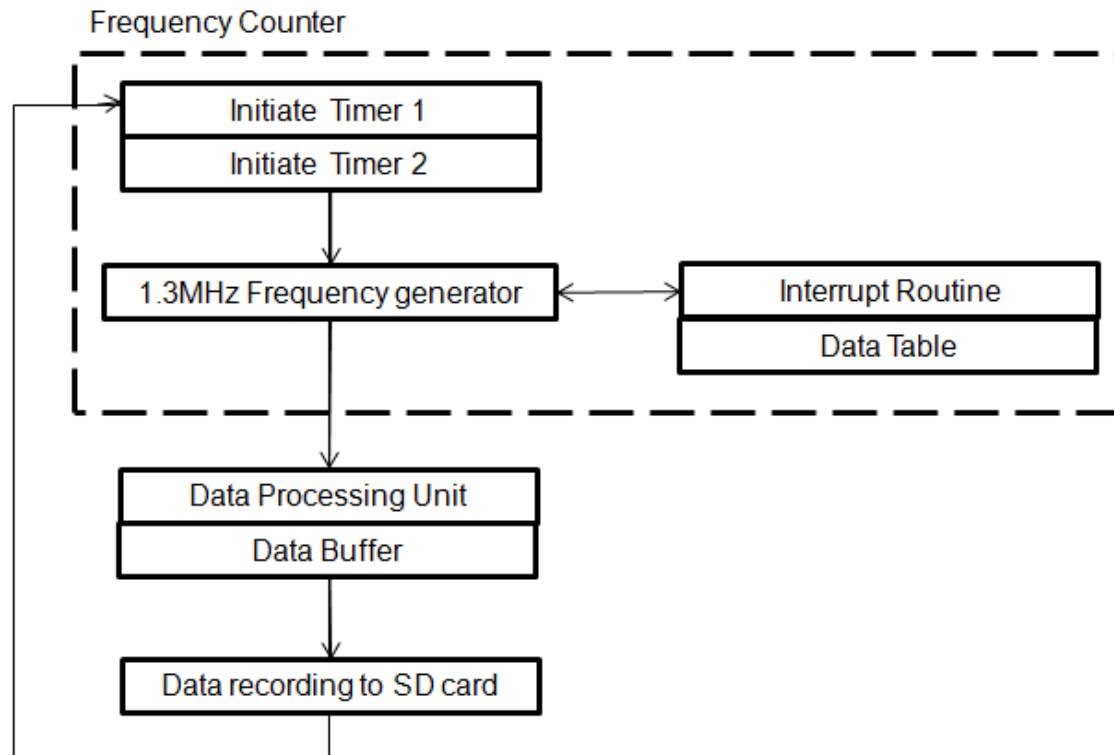 Frequency Counter
Initiate Timer 1
Initiate Timer 2
1.3MHz Frequency generator
Interrupt Routine
Data Table
Data Processing Unit
Data Buffer
Data recording to SD card